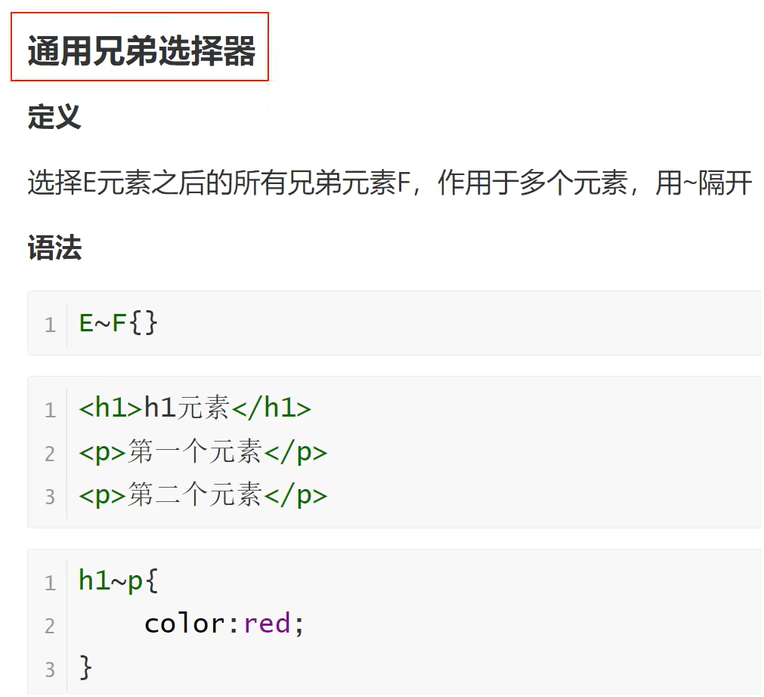 通用兄弟选择器
定义
选择E元素之后的所有兄弟元素F，作用于多个元素，用~隔开
语法
1 E~F{}
1 <h1>h1元素</h1>
2 <p>第一个元素</p>
3 <p>第二个元素</p>
1 h1~p{
2     color:red;
3 }